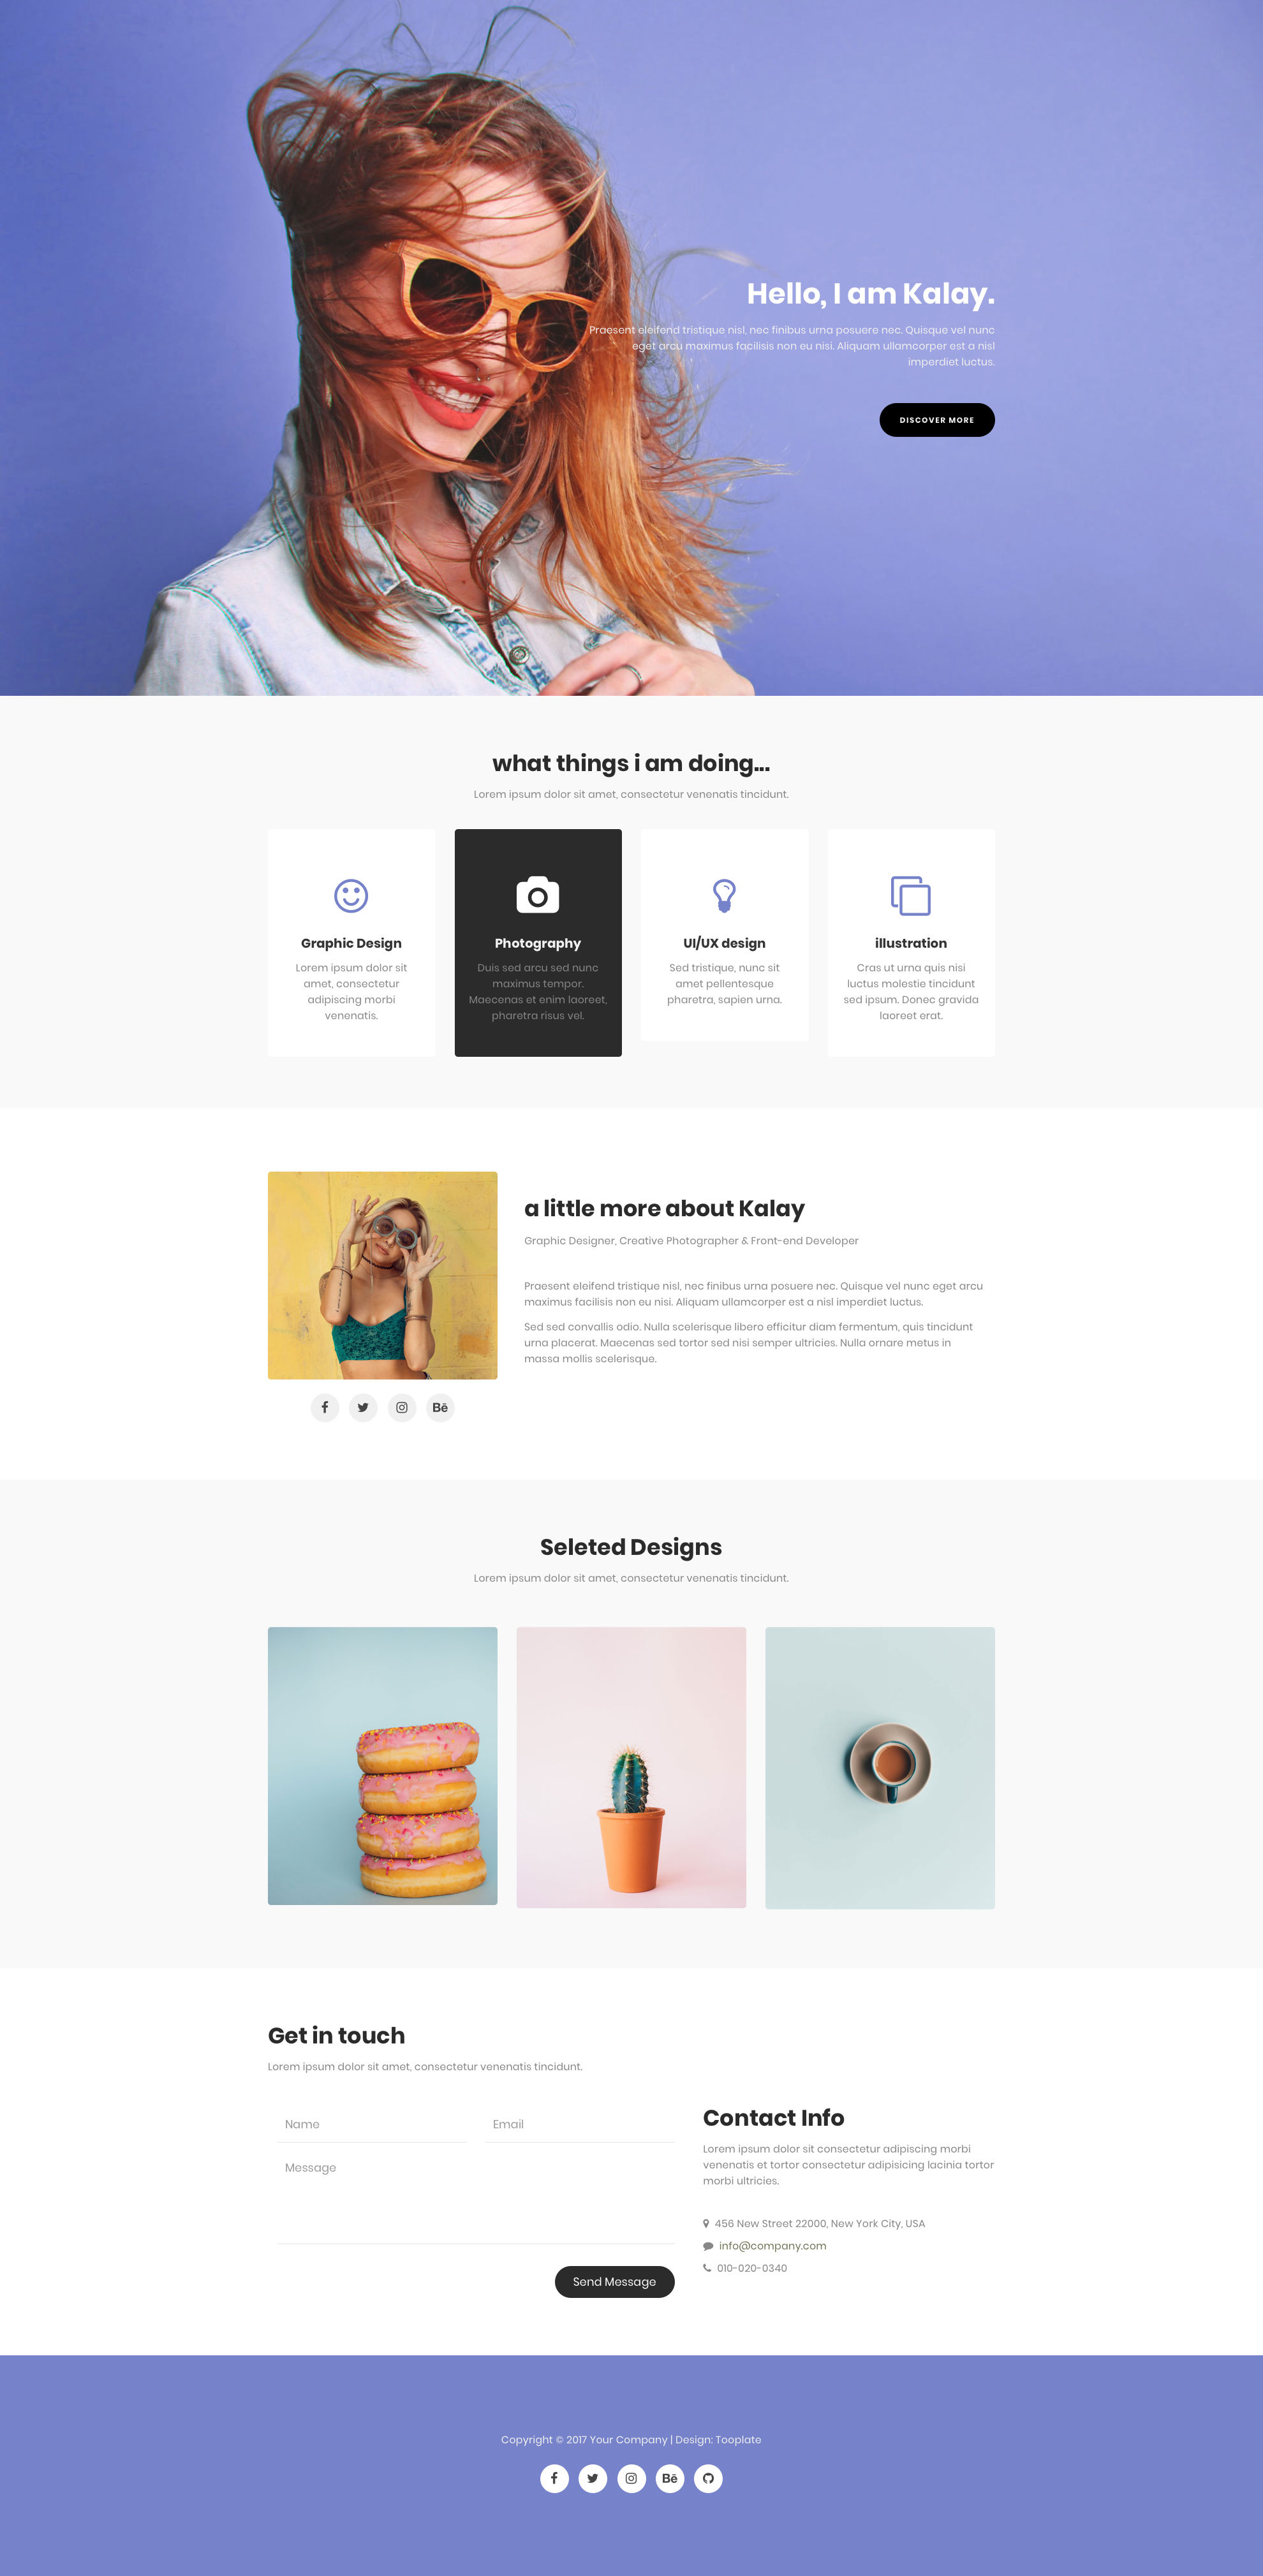 Hello, I am Kalay.
Praesent eleifend tristique nisl, nec finibus urna posuere nec. Quisque vel nunc
eget arcu maximus facilisis non eu nisi. Aliquam ullamcorper est a nisl
imperdiet luctus.
DISCOVER MORE
what things i am doing...
Lorem ipsum dolor sit amet, consectetur venenatis tincidunt.
Graphic Design
Lorem ipsum dolor sit
amet, consectetur
adipiscing morbi
venenatis.
Photography
Duis sed arcu sed nunc
maximus tempor.
Maecenas et enim laoreet,
pharetra risus vel.
UI/UX design
Sed tristique, nunc sit
amet pellentesque
pharetra, sapien urna.
illustration
Cras ut urna quis nisi
luctus molestie tincidunt
sed ipsum. Donec gravida
laoreet erat.
a little more about Kalay
Graphic Designer, Creative Photographer & Front-end Developer
Praesent eleifend tristique nisl, nec finibus urna posuere nec. Quisque vel nunc eget arcu
maximus facilisis non eu nisi. Aliquam ullamcorper est a nisl imperdiet luctus.
Sed sed convallis odio. Nulla scelerisque libero efficitur diam fermentum, quis tincidunt
urna placerat. Maecenas sed tortor sed nisi semper ultricies. Nulla ornare metus in
massa mollis scelerisque.
Seleted Designs
Lorem ipsum dolor sit amet, consectetur venenatis tincidunt.
Get in touch
Lorem ipsum dolor sit amet, consectetur venenatis tincidunt.
Name
Email
Message
Send Message
Contact Info
Lorem ipsum dolor sit consectetur adipiscing morbi
venenatis et tortor consectetur adipisicing lacinia tortor
morbi ultricies.
456 New Street 22000, New York City, USA
info@company.com
010-020-0340
Copyright © 2017 Your Company | Design: Tooplate